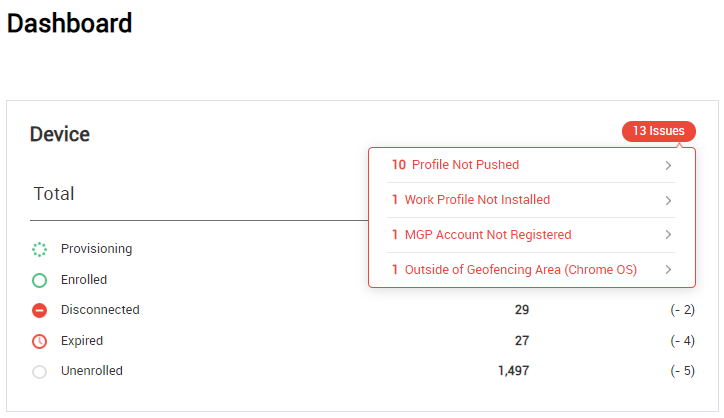 Dashboard
Device
13 Issues
10 Profile Not Pushed
1 Work Profile Not Installed
1 MGP Account Not Registered
1 Outside of Geofencing Area (Chrome OS)
Total
Provisioning
Enrolled
Disconnected 29 (- 2)
Expired 27 (- 4)
Unenrolled 1,497 (- 5)